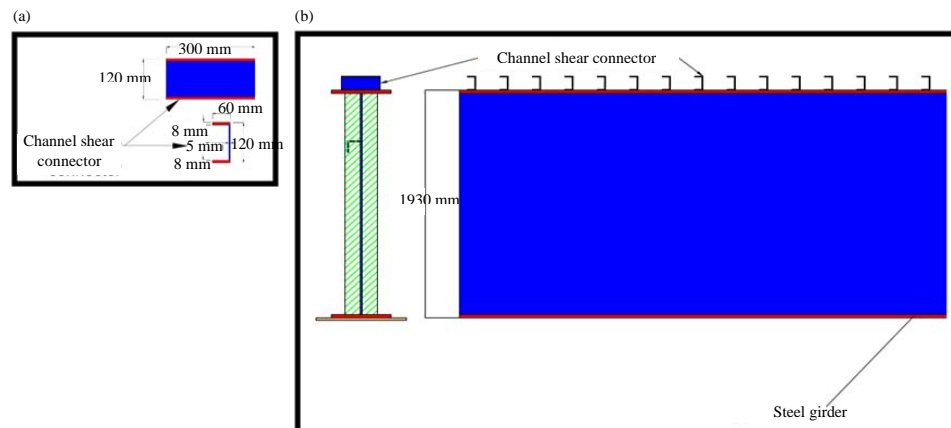 (a)
300 mm
120 mm
60 mm
8 mm
Channel shear
connector
5 mm
120 mm
8 mm
(b)
Channel shear connector
1930 mm
Steel girder